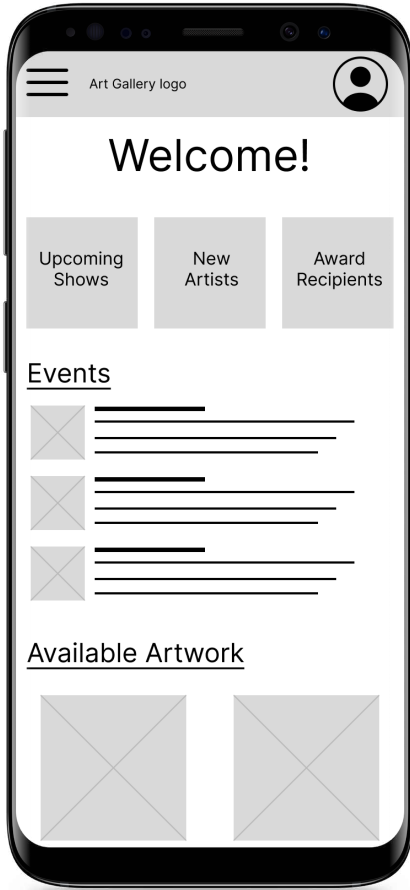 Art Gallery logo
Welcome!
Upcoming
Shows
New
Artists
Award
Recipients
Events
Available Artwork